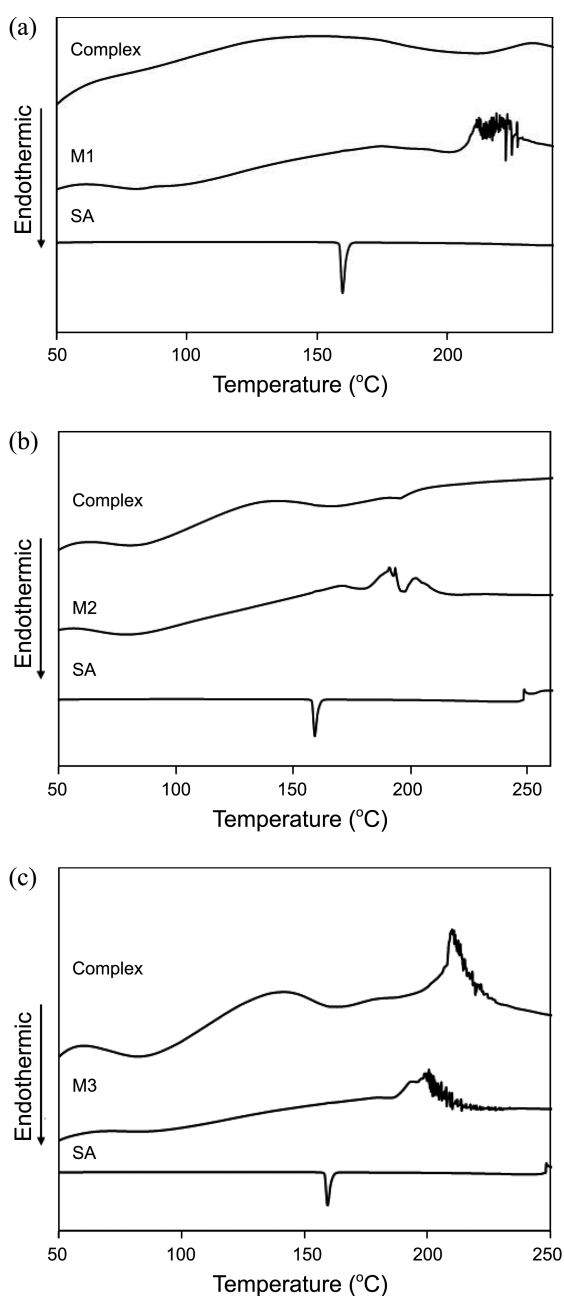 (a)
Complex
Endothermic
M1
SA
50 100 150 200
Temperature (°C)
(b)
Complex
Endothermic
M2
SA
50 100 150 200 250
Temperature (°C)
(c)
Complex
Endothermic
M3
SA
50 100 150 200 250
Temperature (°C)